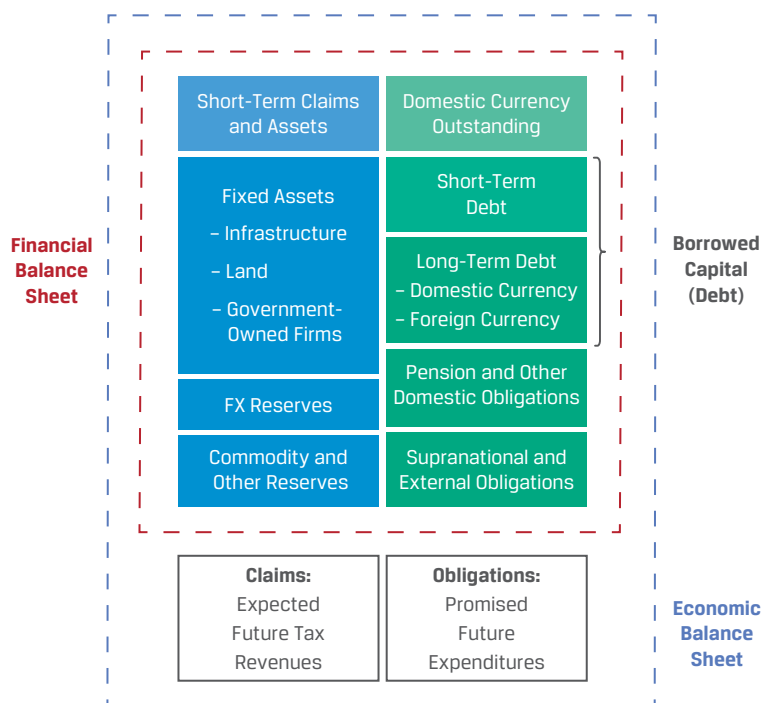 Short-Term Claims
and Assets
Domestic Currency
Outstanding
Fixed Assets
– Infrastructure
– Land
– Government-
Owned Firms
Short-Term
Debt
Long-Term Debt
– Domestic Currency
– Foreign Currency
Financial
Balance
Sheet
Borrowed
Capital
(Debt)
FX Reserves
Pension and Other
Domestic Obligations
Commodity and
Other Reserves
Supranational and
External Obligations
Claims:
Expected
Future Tax
Revenues
Obligations:
Promised
Future
Expenditures
Economic
Balance
Sheet